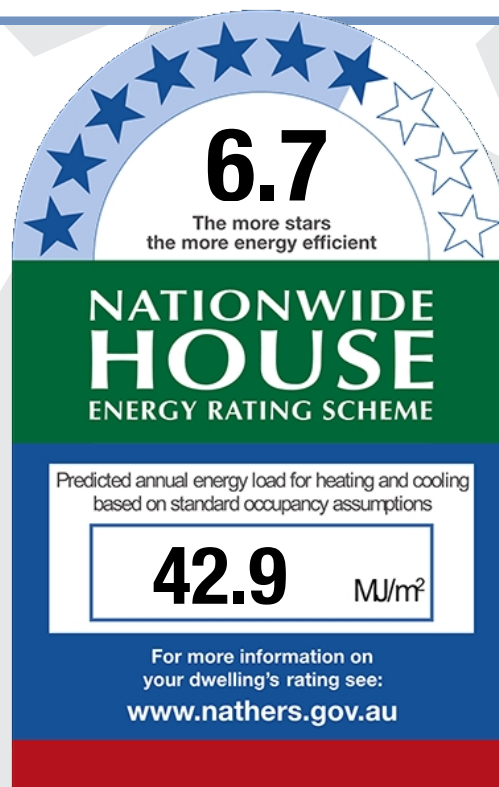 6.7
The more stars
the more energy efficient
NATIONWIDE
HOUSE
ENERGY RATING SCHEME
Predicted annual energy load for heating and cooling
based on standard occupancy assumptions
42.9 MJ/m²
For more information on
your dwelling's rating see:
www.nathers.gov.au